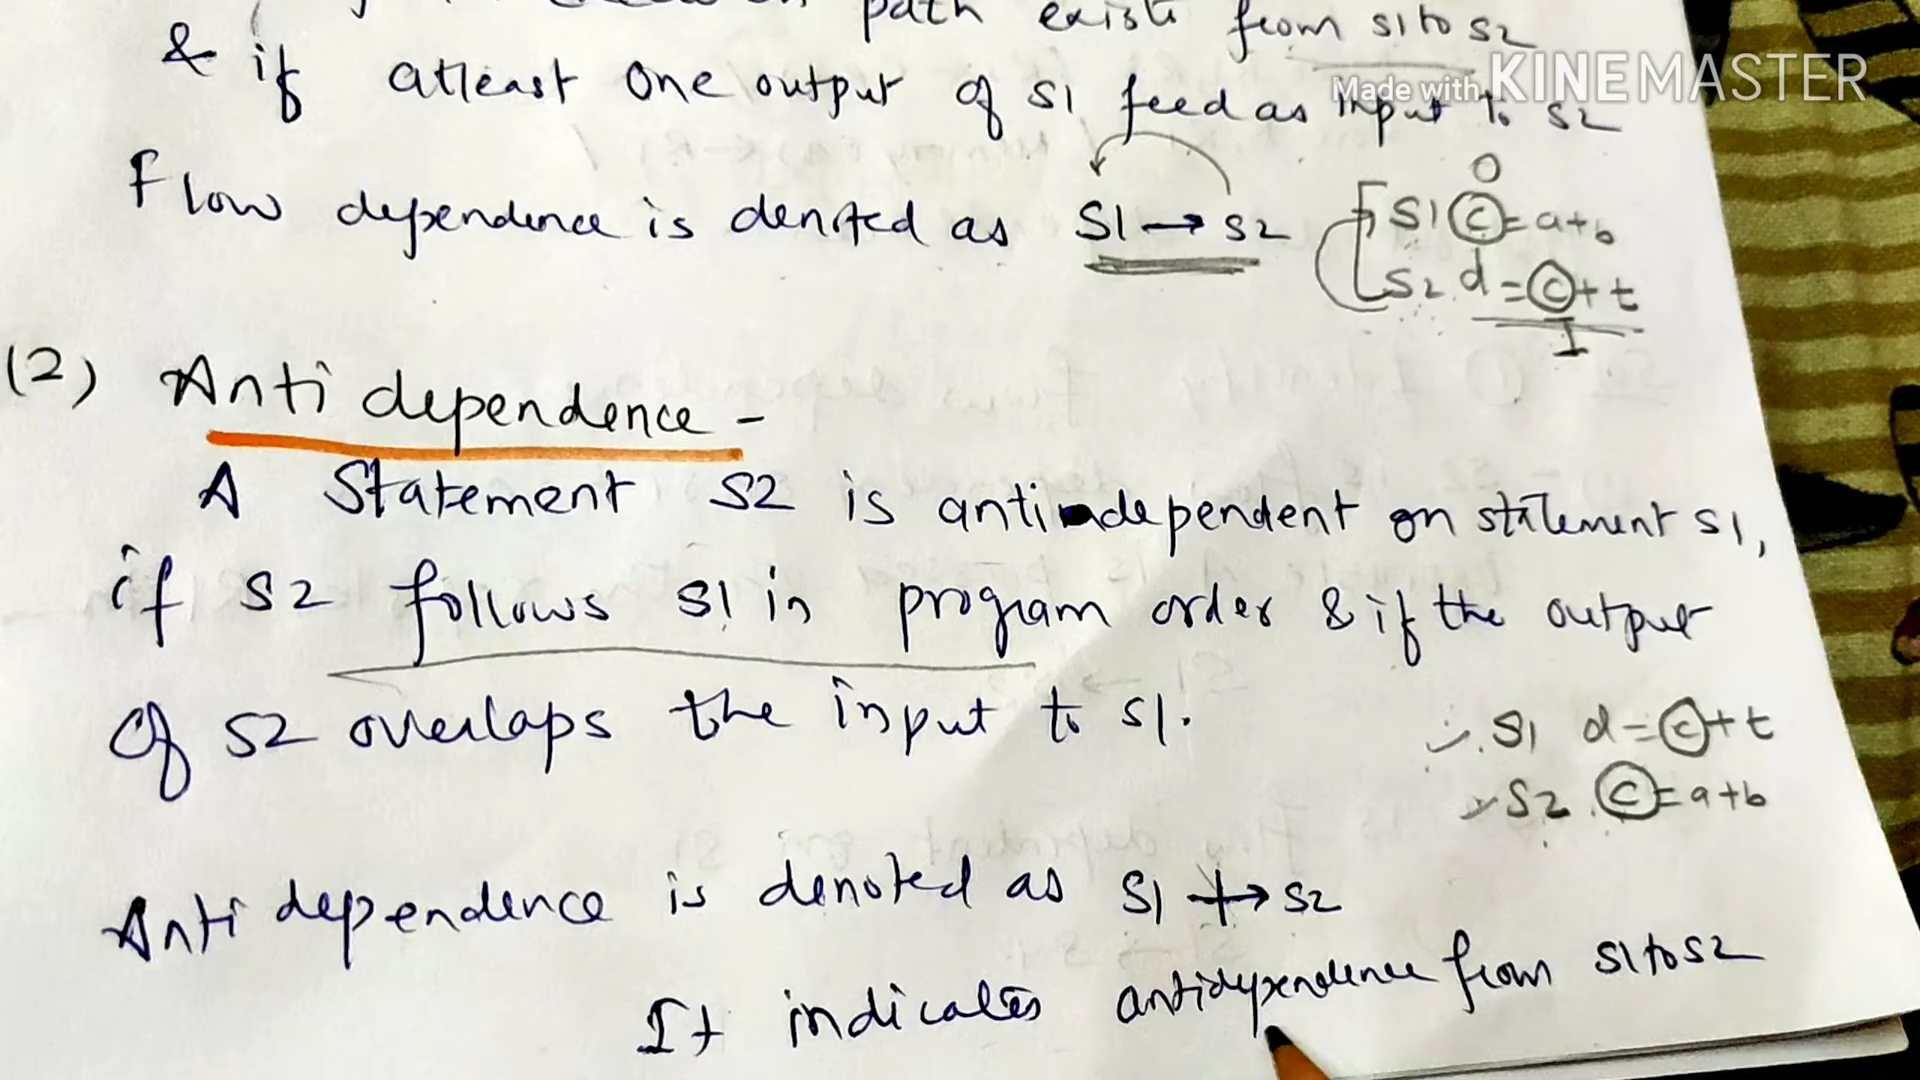 path exists from S1 to S2
& if atleast one output of S1 feed as input to S2
Made with KINEMASTER
Flow dependence is denoted as S1 → S2
O
S1 C = a+b
S2 d = C + t
I
(2) Anti dependence -
A Statement S2 is antidependent on statement S1,
if S2 follows S1 in program order & if the output
of S2 overlaps the input to S1.
S1 d = C + t
S2 C = a+b
Anti dependence is denoted as S1 +→ S2
It indicates antidependence from S1 to S2